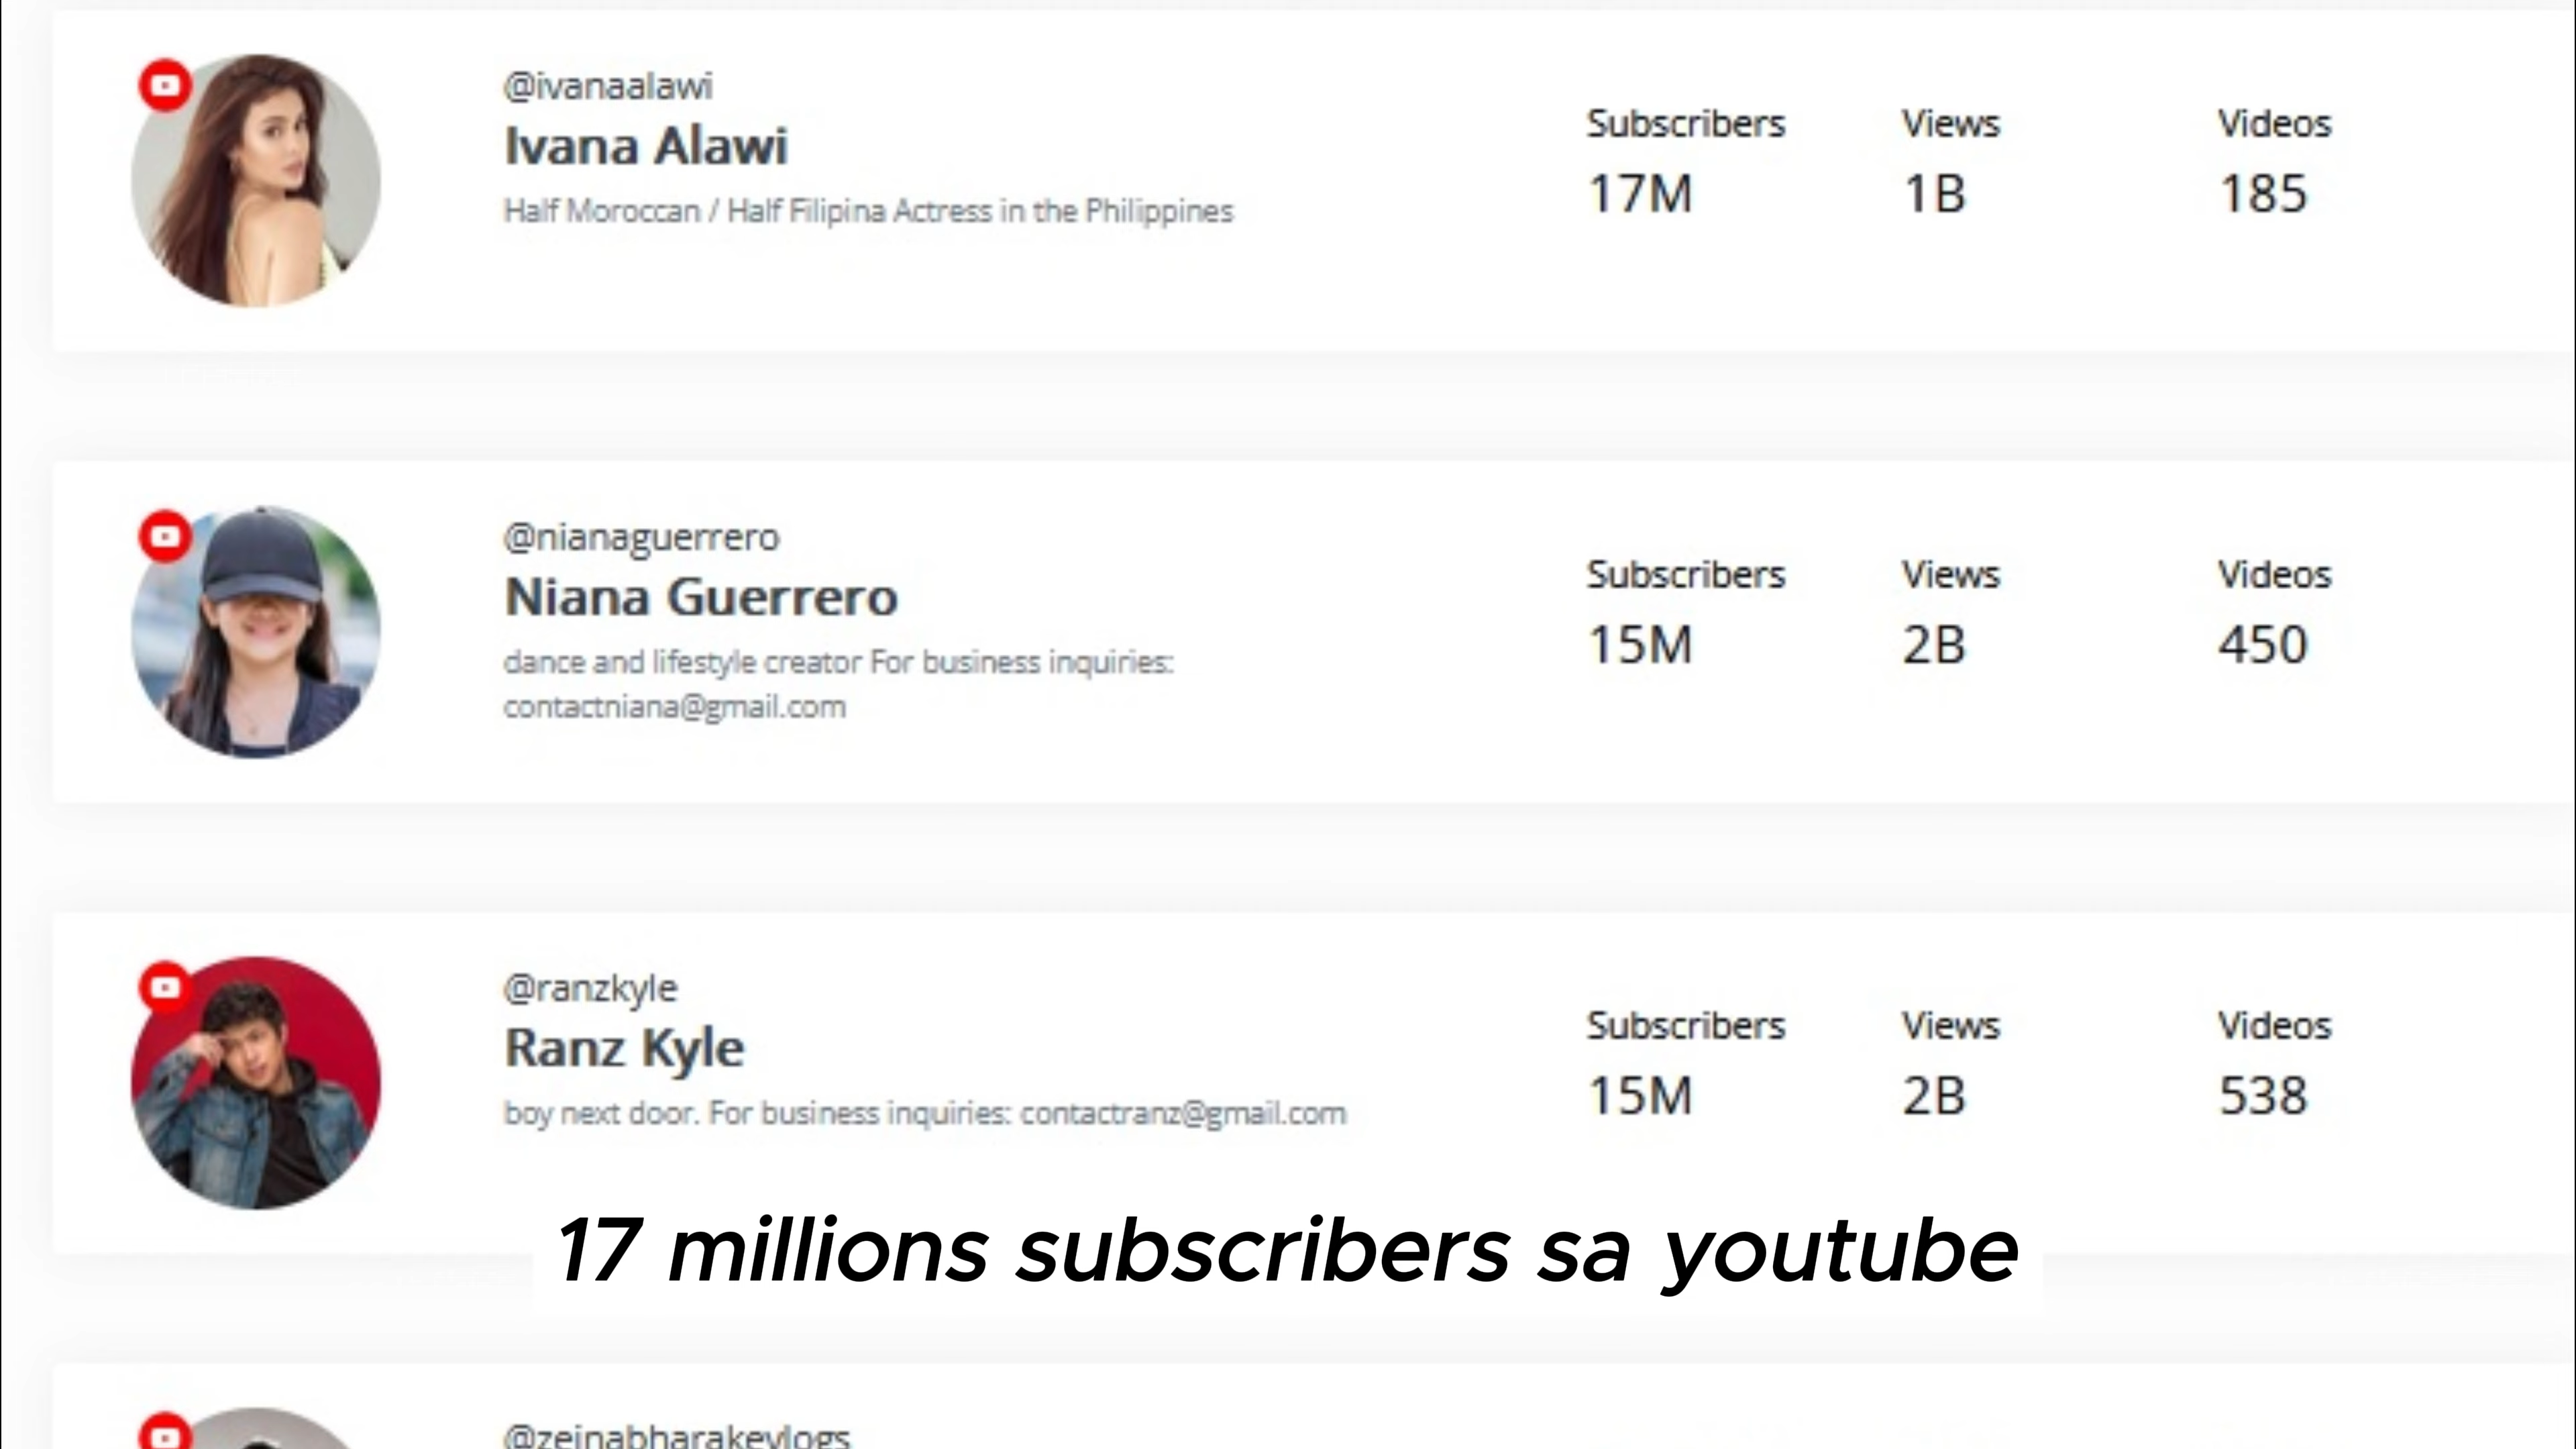 @ivanaalawi
Ivana Alawi
Half Moroccan / Half Filipina Actress in the Philippines
Subscribers Views Videos
17M 1B 185
@nianaguerrero
Niana Guerrero
dance and lifestyle creator For business inquiries:
contactniana@gmail.com
Subscribers Views Videos
15M 2B 450
@ranzkyle
Ranz Kyle
boy next door. For business inquiries: contactranz@gmail.com
Subscribers Views Videos
15M 2B 538
17 millions subscribers sa youtube
@zeinabharakevlogs